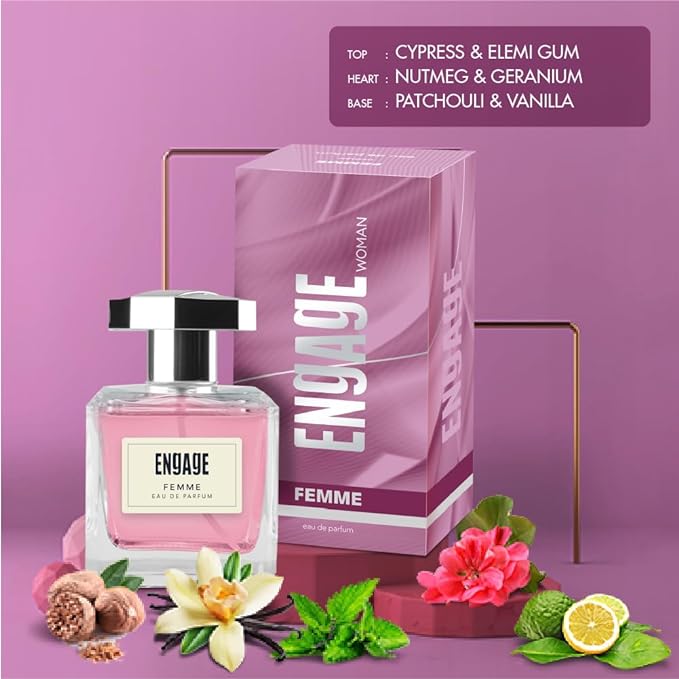 TOP : CYPRESS & ELEMI GUM
HEART : NUTMEG & GERANIUM
BASE : PATCHOULI & VANILLA
ENGAGE WOMAN
FEMME
eau de parfum
ENGAGE
ENGAGE
FEMME
EAU DE PARFUM